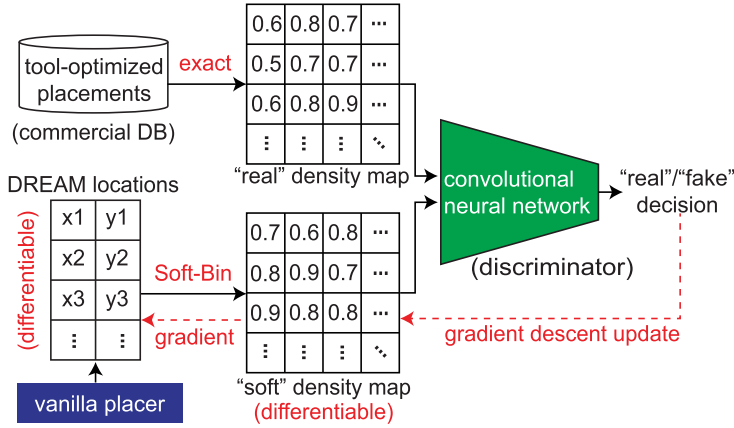 tool-optimized
placements
(commercial DB)
exact
0.6 0.8 0.7 ...
0.5 0.7 0.7 ...
0.6 0.8 0.9 ...
⋮ ⋮ ⋮ ⋱
“real” density map
DREAM locations
(differentiable)
x1 y1
x2 y2
x3 y3
⋮ ⋮
vanilla placer
Soft-Bin
gradient
0.7 0.6 0.8 ...
0.8 0.9 0.7 ...
0.9 0.8 0.8 ...
⋮ ⋮ ⋮ ⋱
“soft” density map
(differentiable)
convolutional
neural network
(discriminator)
“real”/“fake”
decision
gradient descent update